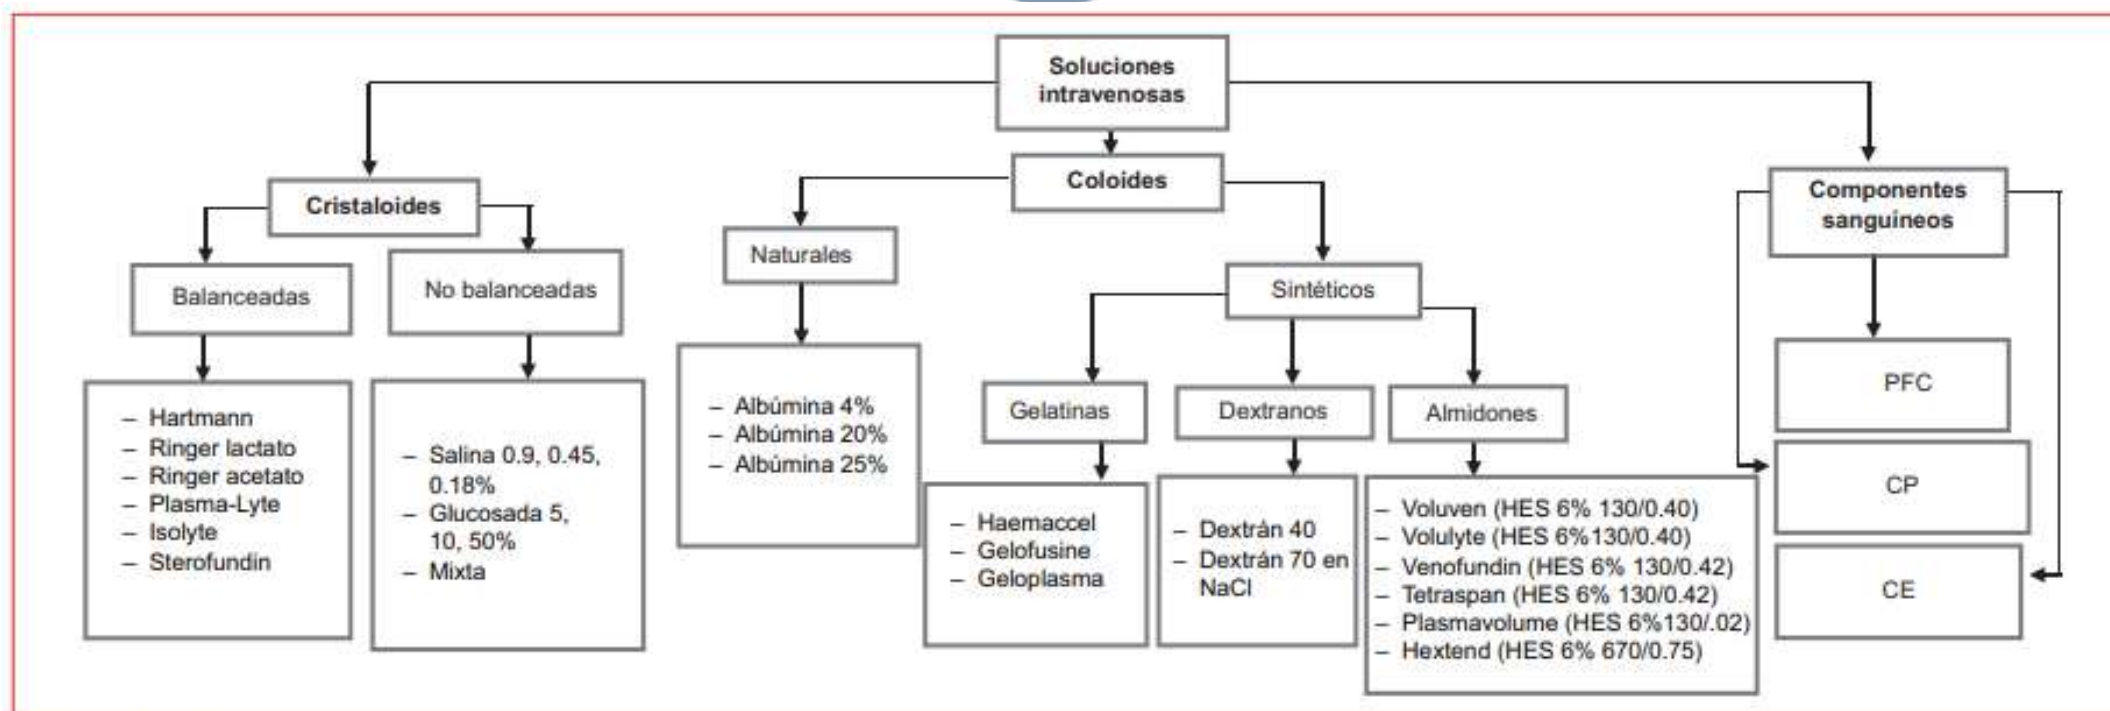 Soluciones
intravenosas
Cristaloides
Coloides
Componentes
sanguíneos
Balanceadas
No balanceadas
Naturales
Sintéticos
– Hartmann
– Ringer lactato
– Ringer acetato
– Plasma-Lyte
– Isolyte
– Sterofundin
– Salina 0.9, 0.45,
0.18%
– Glucosada 5,
10, 50%
– Mixta
– Albúmina 4%
– Albúmina 20%
– Albúmina 25%
Gelatinas
Dextranos
Almidones
– Haemaccel
– Gelofusine
– Geloplasma
– Dextrán 40
– Dextrán 70 en
NaCl
– Voluven (HES 6% 130/0.40)
– Volulyte (HES 6%130/0.40)
– Venofundin (HES 6% 130/0.42)
– Tetraspan (HES 6% 130/0.42)
– Plasmavolume (HES 6%130/.02)
– Hextend (HES 6% 670/0.75)
PFC
CP
CE